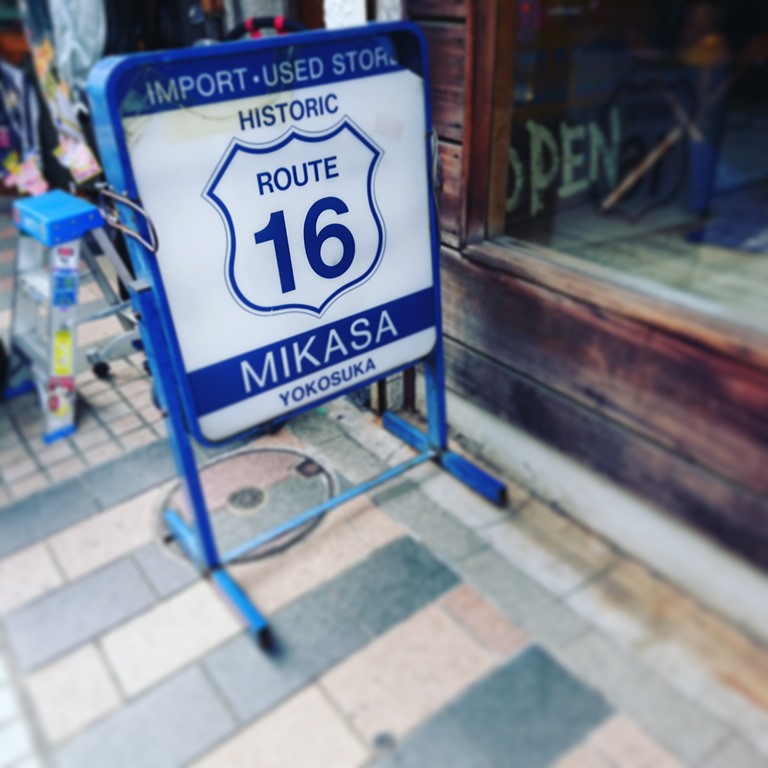 IMPORT・USED STORE
HISTORIC
ROUTE
16
MIKASA
YOKOSUKA
OPEN